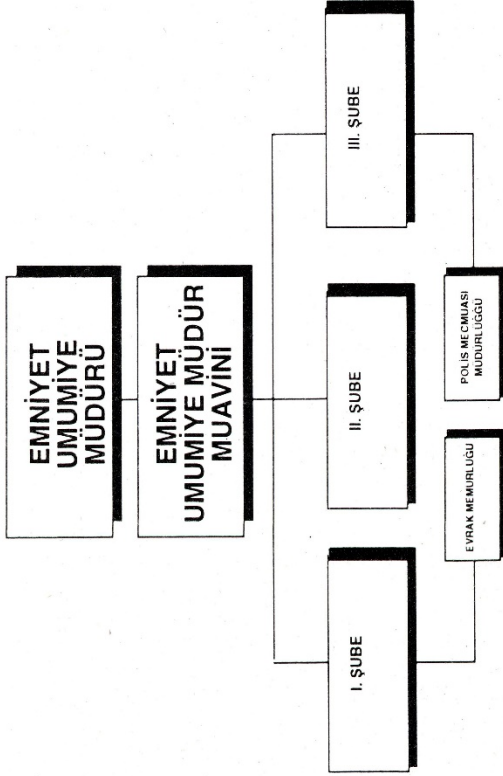 EMNİYET
UMUMİYE
MÜDÜRÜ
EMNİYET
UMUMİYE MÜDÜR
MUAVİNİ
I. ŞUBE
II. ŞUBE
III. ŞUBE
EVRAK MEMURLUĞU
POLİS MECMUASI
MÜDÜRLÜĞÜ